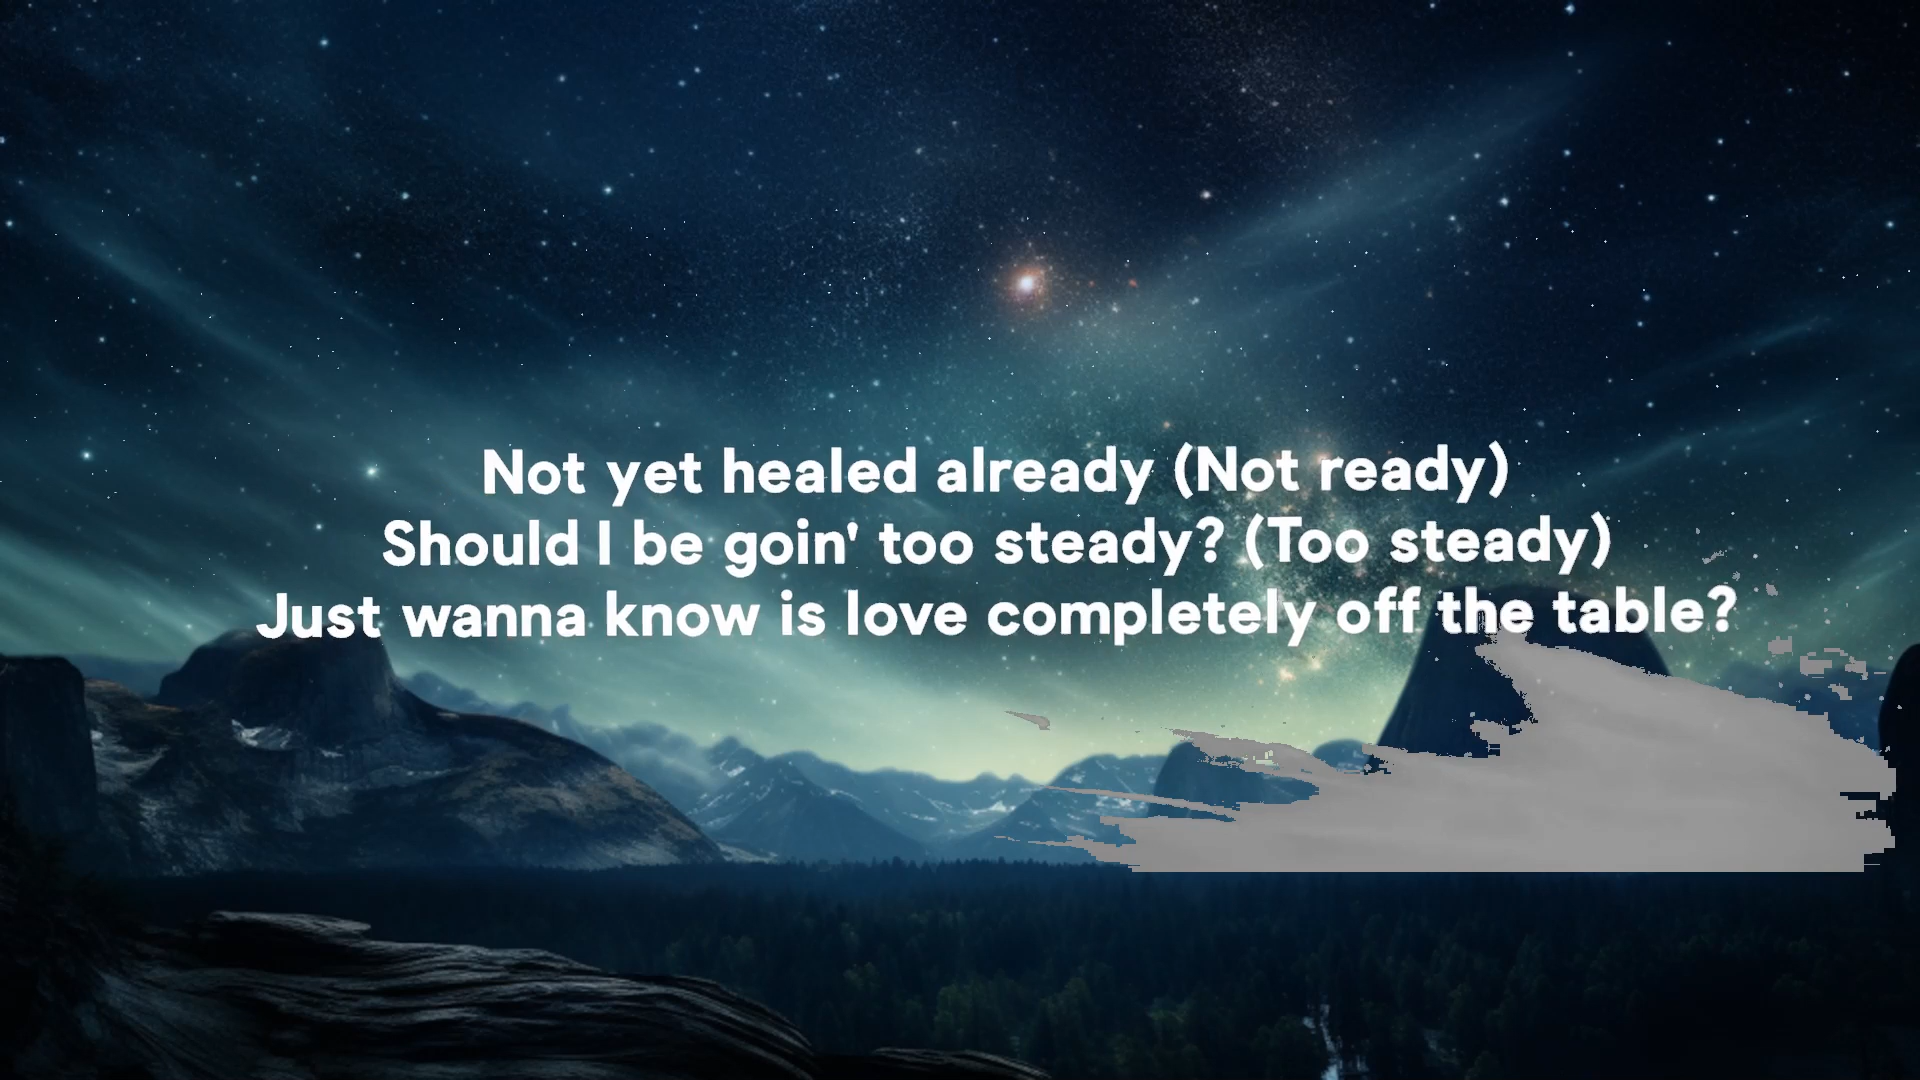 Not yet healed already (Not ready)
Should I be goin' too steady? (Too steady)
Just wanna know is love completely off the table?